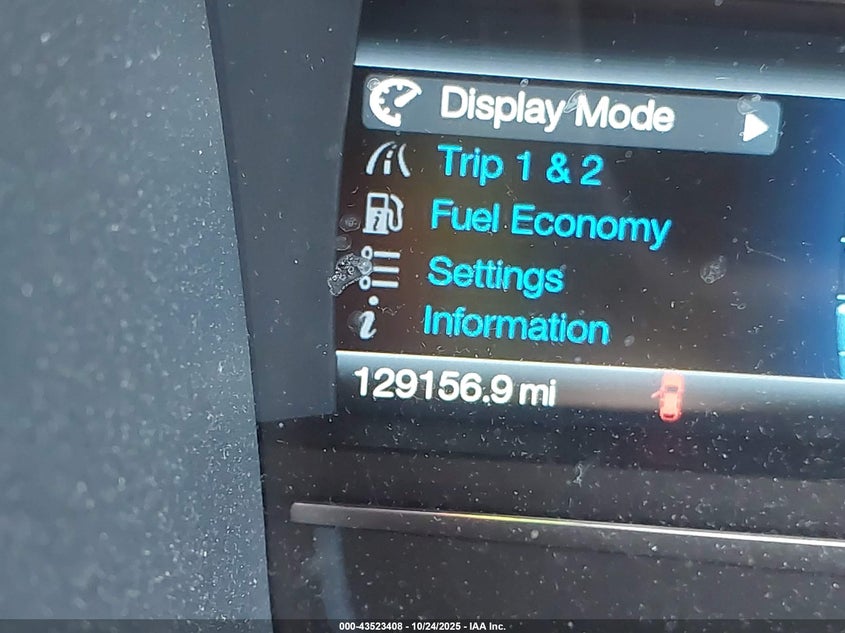 Display Mode
Trip 1 & 2
Fuel Economy
Settings
Information
129156.9 mi
000-43523408 - 10/24/2025 - IAA Inc.